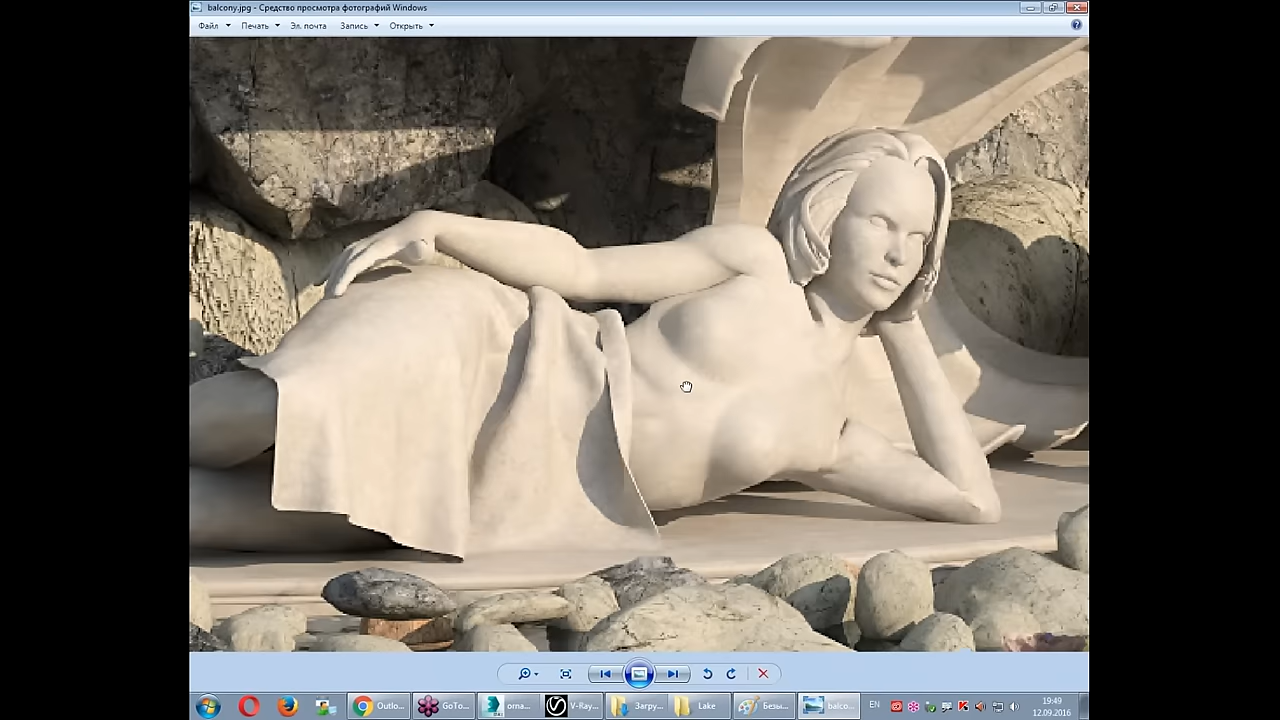 balcony.jpg - Средство просмотра фотографий Windows
Файл Печать Эл. почта Запись Открыть
Outlo... GoTo... orna... V-Ray... Загру... Lake Безы... balco... EN 19:49
12.09.2016